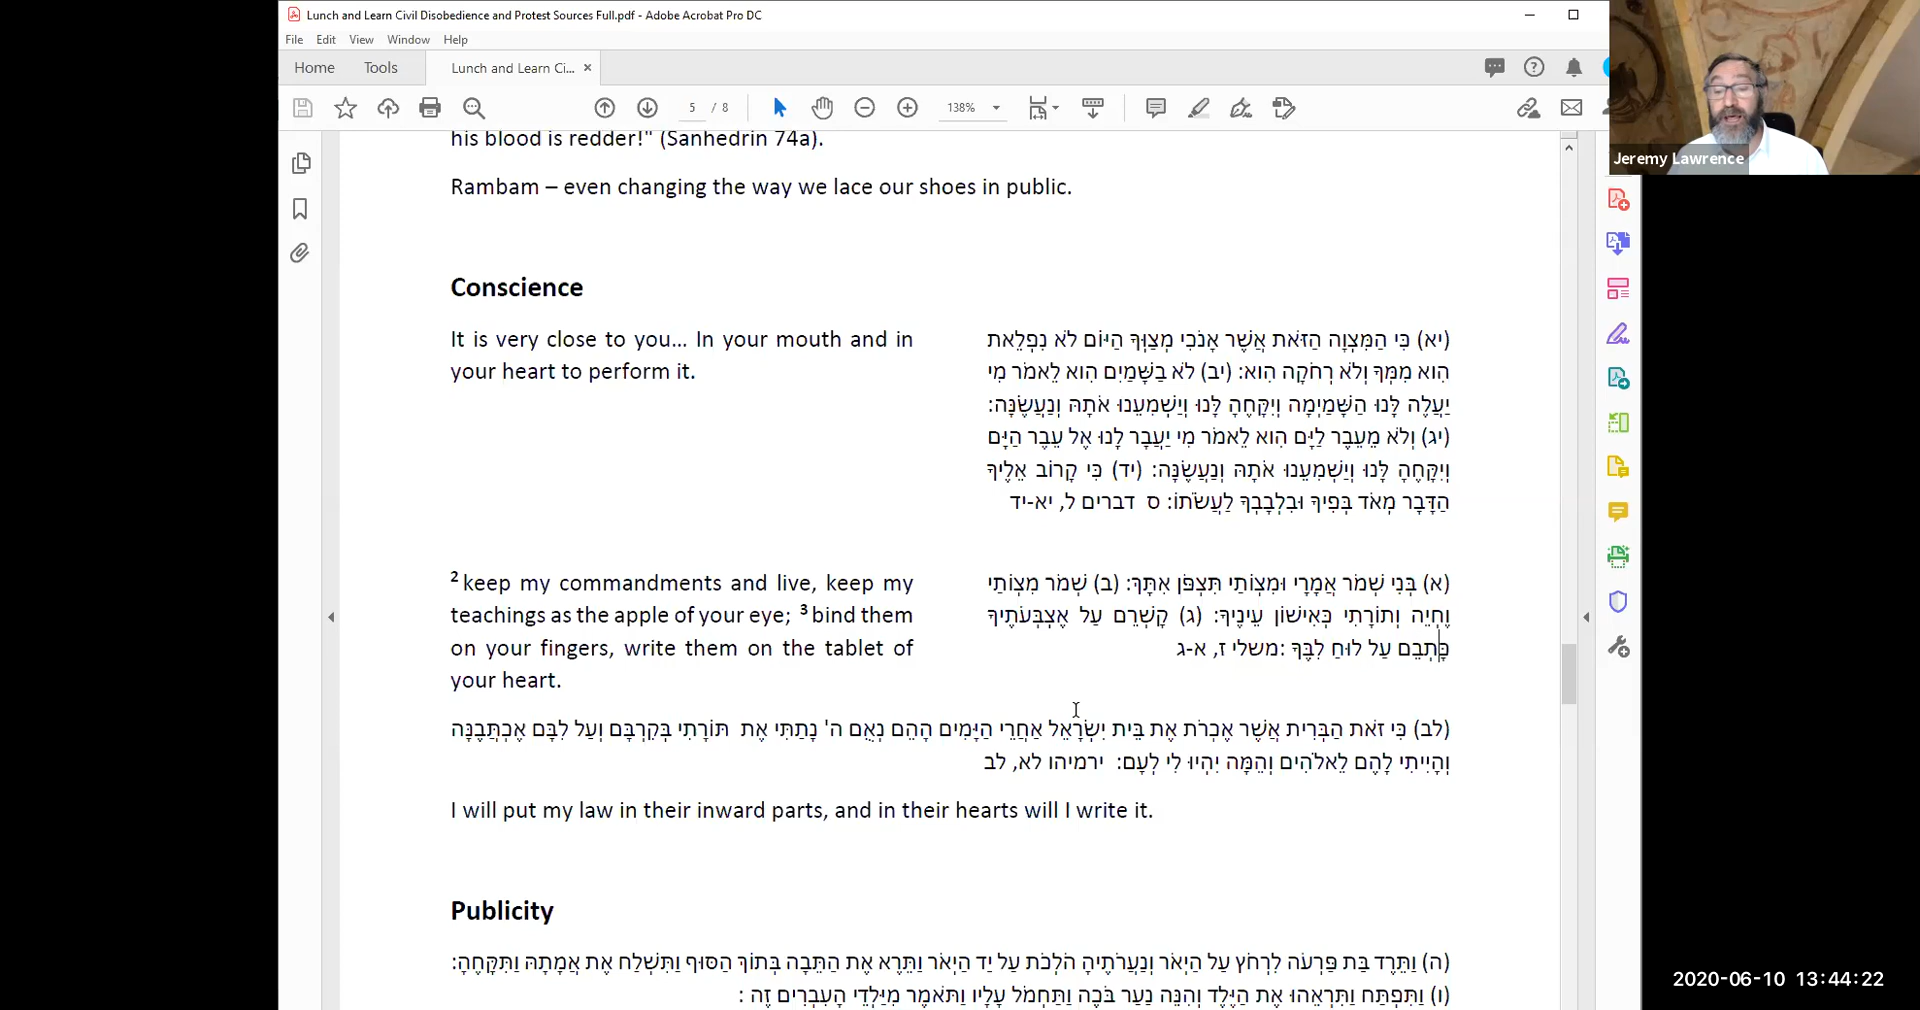 Lunch and Learn Civil Disobedience and Protest Sources Full.pdf - Adobe Acrobat Pro DC
File Edit View Window Help
Home Tools Lunch and Learn Ci... ×
5 / 8 138%
Jeremy Lawrence
his blood is redder!" (Sanhedrin 74a).
Rambam – even changing the way we lace our shoes in public.
Conscience
It is very close to you... In your mouth and in
your heart to perform it.
(יא) כִּי הַמִּצְוָה הַזֹּאת אֲשֶׁר אָנֹכִי מְצַוְּךָ הַיּוֹם לֹא נִפְלֵאת
הִוא מִמְּךָ וְלֹא רְחֹקָה הִוא: (יב) לֹא בַשָּׁמַיִם הִוא לֵאמֹר מִי
יַעֲלֶה לָּנוּ הַשָּׁמַיְמָה וְיִקָּחֶהָ לָּנוּ וְיַשְׁמִעֵנוּ אֹתָהּ וְנַעֲשֶׂנָּה:
(יג) וְלֹא מֵעֵבֶר לַיָּם הִוא לֵאמֹר מִי יַעֲבָר לָנוּ אֶל עֵבֶר הַיָּם
וְיִקָּחֶהָ לָּנוּ וְיַשְׁמִעֵנוּ אֹתָהּ וְנַעֲשֶׂנָּה: (יד) כִּי קָרוֹב אֵלֶיךָ
הַדָּבָר מְאֹד בְּפִיךָ וּבִלְבָבְךָ לַעֲשֹׂתוֹ: ס דברים ל, יא-יד
2 keep my commandments and live, keep my
teachings as the apple of your eye; 3 bind them
on your fingers, write them on the tablet of
your heart.
(א) בְּנִי שְׁמֹר אֲמָרָי וּמִצְוֹתַי תִּצְפֹּן אִתָּךְ: (ב) שְׁמֹר מִצְוֹתַי
וֶחְיֵה וְתוֹרָתִי כְּאִישׁוֹן עֵינֶיךָ: (ג) קָשְׁרֵם עַל אֶצְבְּעֹתֶיךָ
כָּתְבֵם עַל לוּחַ לִבֶּךָ :משלי ז, א-ג
(לב) כִּי זֹאת הַבְּרִית אֲשֶׁר אֶכְרֹת אֶת בֵּית יִשְׂרָאֵל אַחֲרֵי הַיָּמִים הָהֵם נְאֻם ה' נָתַתִּי אֶת תּוֹרָתִי בְּקִרְבָּם וְעַל לִבָּם אֶכְתֲּבֶנָּה
וְהָיִיתִי לָהֶם לֵאלֹהִים וְהֵמָּה יִהְיוּ לִי לְעָם: ירמיהו לא, לב
I will put my law in their inward parts, and in their hearts will I write it.
Publicity
(ה) וַתֵּרֶד בַּת פַּרְעֹה לִרְחֹץ עַל הַיְאֹר וְנַעֲרֹתֶיהָ הֹלְכֹת עַל יַד הַיְאֹר וַתֵּרֶא אֶת הַתֵּבָה בְּתוֹךְ הַסּוּף וַתִּשְׁלַח אֶת אֲמָתָהּ וַתִּקָּחֶהָ:
(ו) וַתִּפְתַּח וַתִּרְאֵהוּ אֶת הַיֶּלֶד וְהִנֵּה נַעַר בֹּכֶה וַתַּחְמֹל עָלָיו וַתֹּאמֶר מִיַּלְדֵי הָעִבְרִים זֶה :
2020-06-10 13:44:22